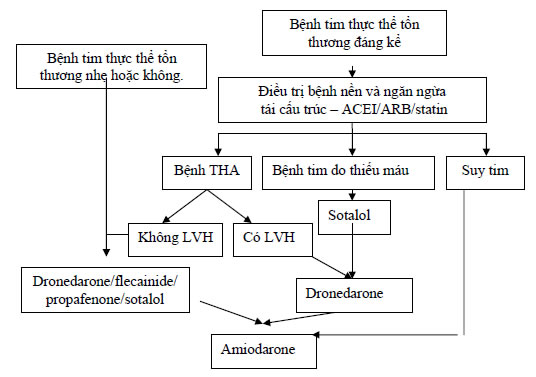 Bệnh tim thực thể tổn
thương đáng kể
Bệnh tim thực thể tổn
thương nhẹ hoặc không.
Điều trị bệnh nền và ngăn ngừa
tái cấu trúc – ACEI/ARB/statin
Bệnh THA
Bệnh tim do thiếu máu
Suy tim
Sotalol
Không LVH
Có LVH
Dronedarone/flecainide/
propafenone/sotalol
Dronedarone
Amiodarone